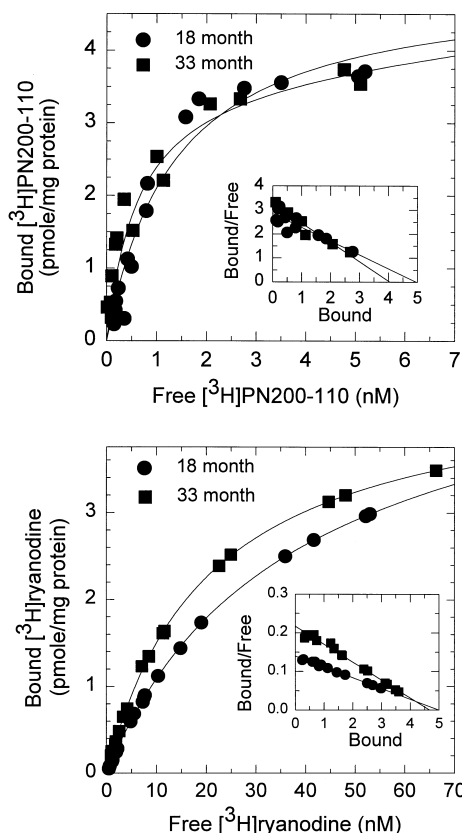 18 month
33 month
4
3
2
1
0
Bound [³H]PN200-110
(pmole/mg protein)
Bound/Free
4
3
2
1
0
0 1 2 3 4 5
Bound
0 1 2 3 4 5 6 7
Free [³H]PN200-110 (nM)
18 month
33 month
3
2
1
0
Bound [³H]ryanodine
(pmole/mg protein)
Bound/Free
0.3
0.2
0.1
0.0
0 1 2 3 4 5
Bound
0 10 20 30 40 50 60 70
Free [³H]ryanodine (nM)